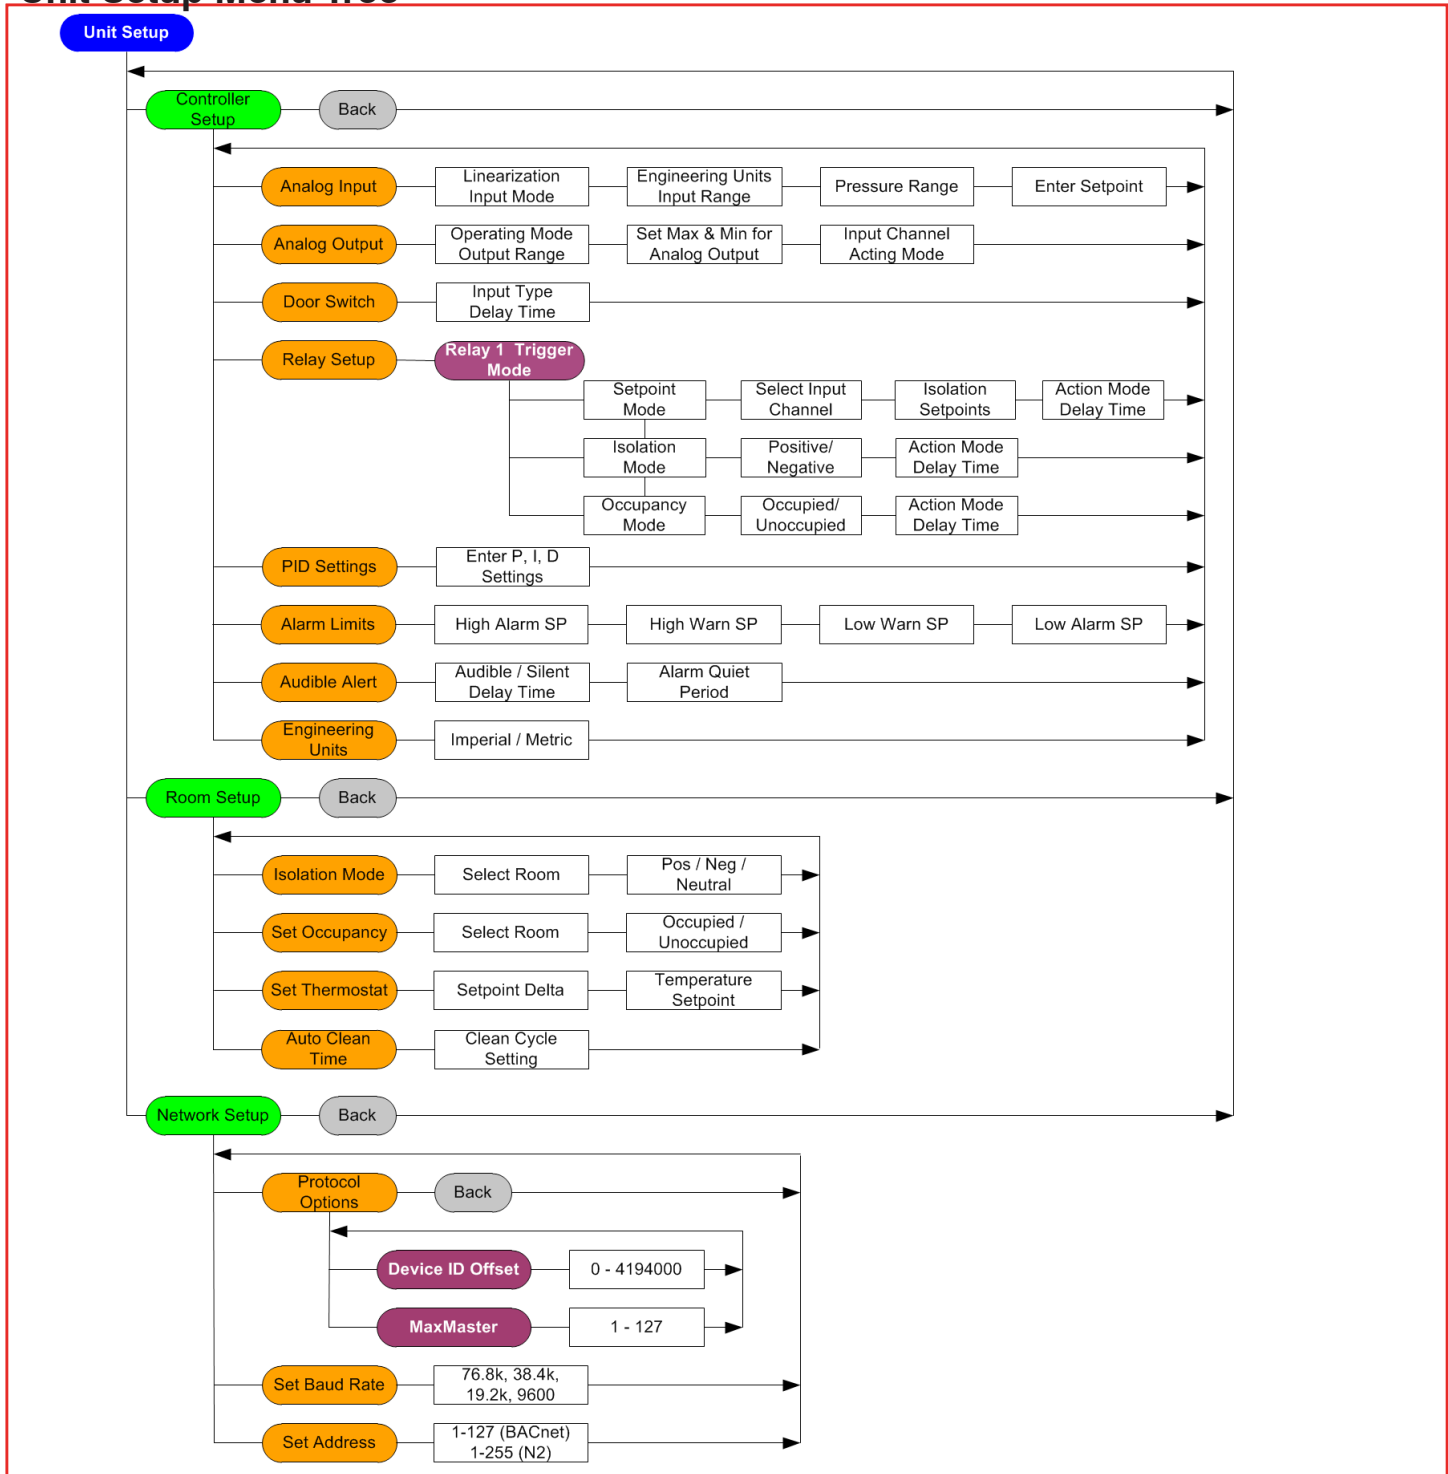 Unit Setup Menu Tree
Unit Setup
Controller
Setup
Back
Analog Input
Linearization
Input Mode
Engineering Units
Input Range
Pressure Range
Enter Setpoint
Analog Output
Operating Mode
Output Range
Set Max & Min for
Analog Output
Input Channel
Acting Mode
Door Switch
Input Type
Delay Time
Relay Setup
Relay 1 Trigger
Mode
Setpoint
Mode
Select Input
Channel
Isolation
Setpoints
Action Mode
Delay Time
Isolation
Mode
Positive/
Negative
Action Mode
Delay Time
Occupancy
Mode
Occupied/
Unoccupied
Action Mode
Delay Time
PID Settings
Enter P, I, D
Settings
Alarm Limits
High Alarm SP
High Warn SP
Low Warn SP
Low Alarm SP
Audible Alert
Audible / Silent
Delay Time
Alarm Quiet
Period
Engineering
Units
Imperial / Metric
Room Setup
Back
Isolation Mode
Select Room
Pos / Neg /
Neutral
Set Occupancy
Select Room
Occupied /
Unoccupied
Set Thermostat
Setpoint Delta
Temperature
Setpoint
Auto Clean
Time
Clean Cycle
Setting
Network Setup
Back
Protocol
Options
Back
Device ID Offset
0 - 4194000
MaxMaster
1 - 127
Set Baud Rate
76.8k, 38.4k,
19.2k, 9600
Set Address
1-127 (BACnet)
1-255 (N2)